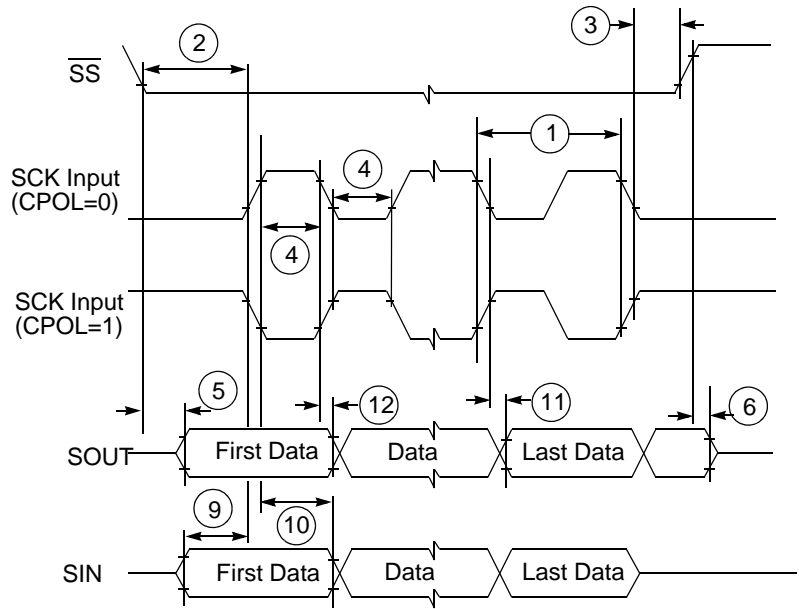 2
3
SS
1
SCK Input
(CPOL=0)
4
4
SCK Input
(CPOL=1)
5
12
11
6
SOUT
First Data
Data
Last Data
9
10
SIN
First Data
Data
Last Data